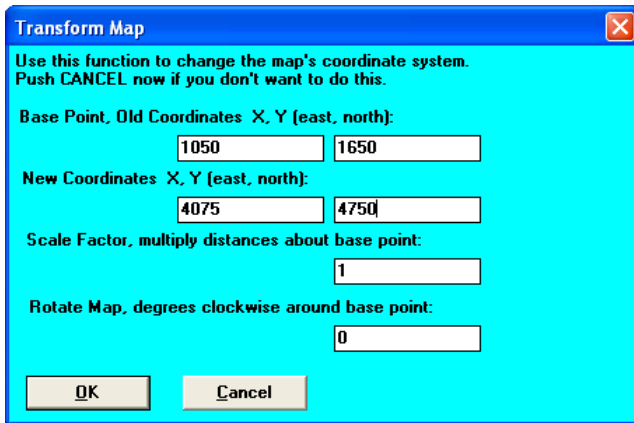 Transform Map
Use this function to change the map's coordinate system.
Push CANCEL now if you don't want to do this.
Base Point, Old Coordinates X, Y (east, north):
1050 1650
New Coordinates X, Y (east, north):
4075 4750
Scale Factor, multiply distances about base point:
1
Rotate Map, degrees clockwise around base point:
0
OK Cancel